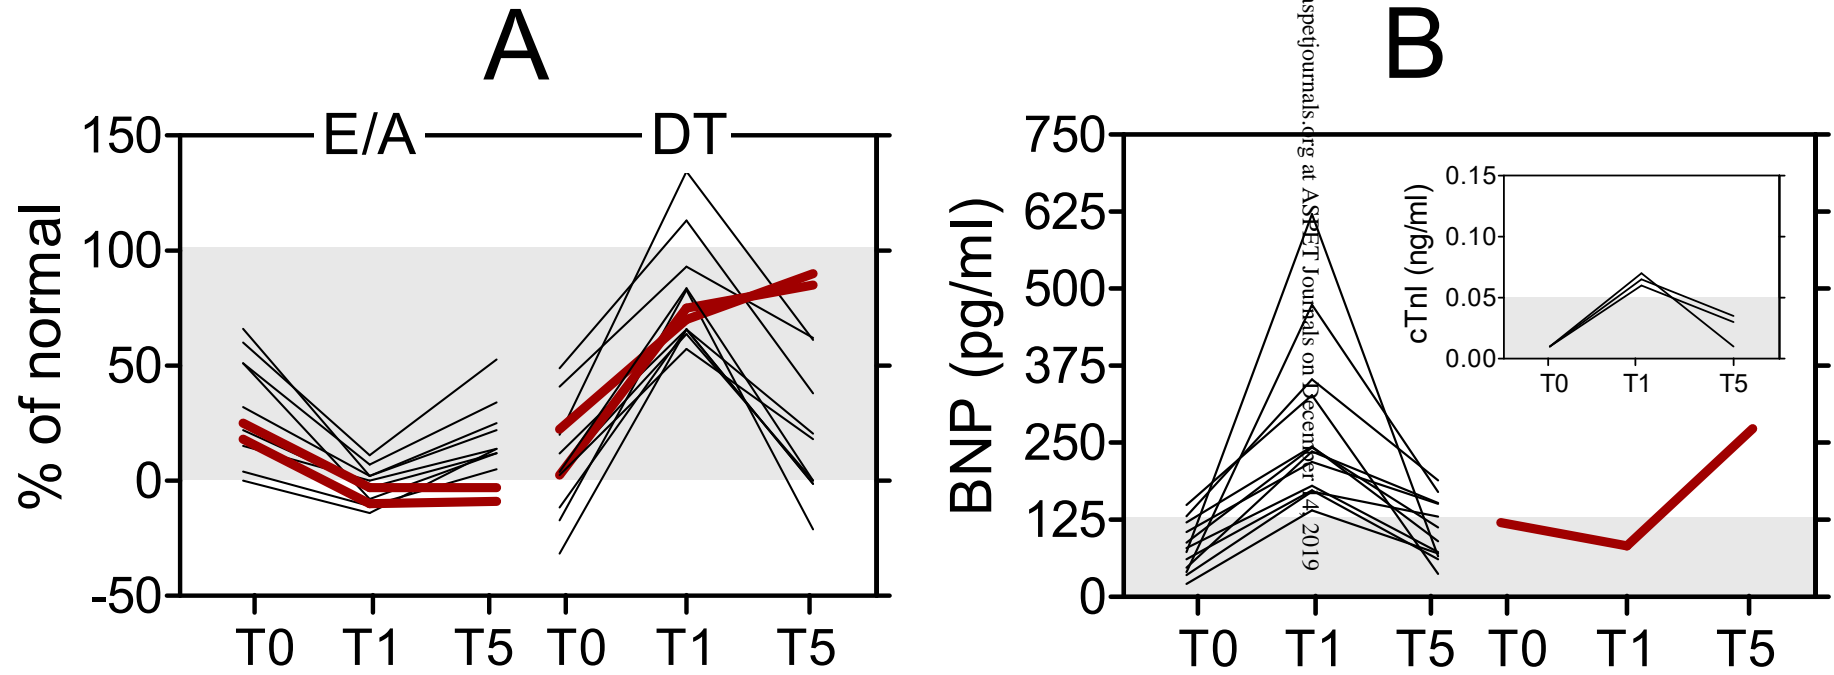 A
B
E/A
DT
% of normal
150
100
50
0
-50
T0 T1 T5 T0 T1 T5
BNP (pg/ml)
750
625
500
375
250
125
0
T0 T1 T5 T0 T1 T5
cTnI (ng/ml)
0.15
0.10
0.05
0.00
T0 T1 T5
aspetjournals.org at ASPET Journals on December 14, 2019